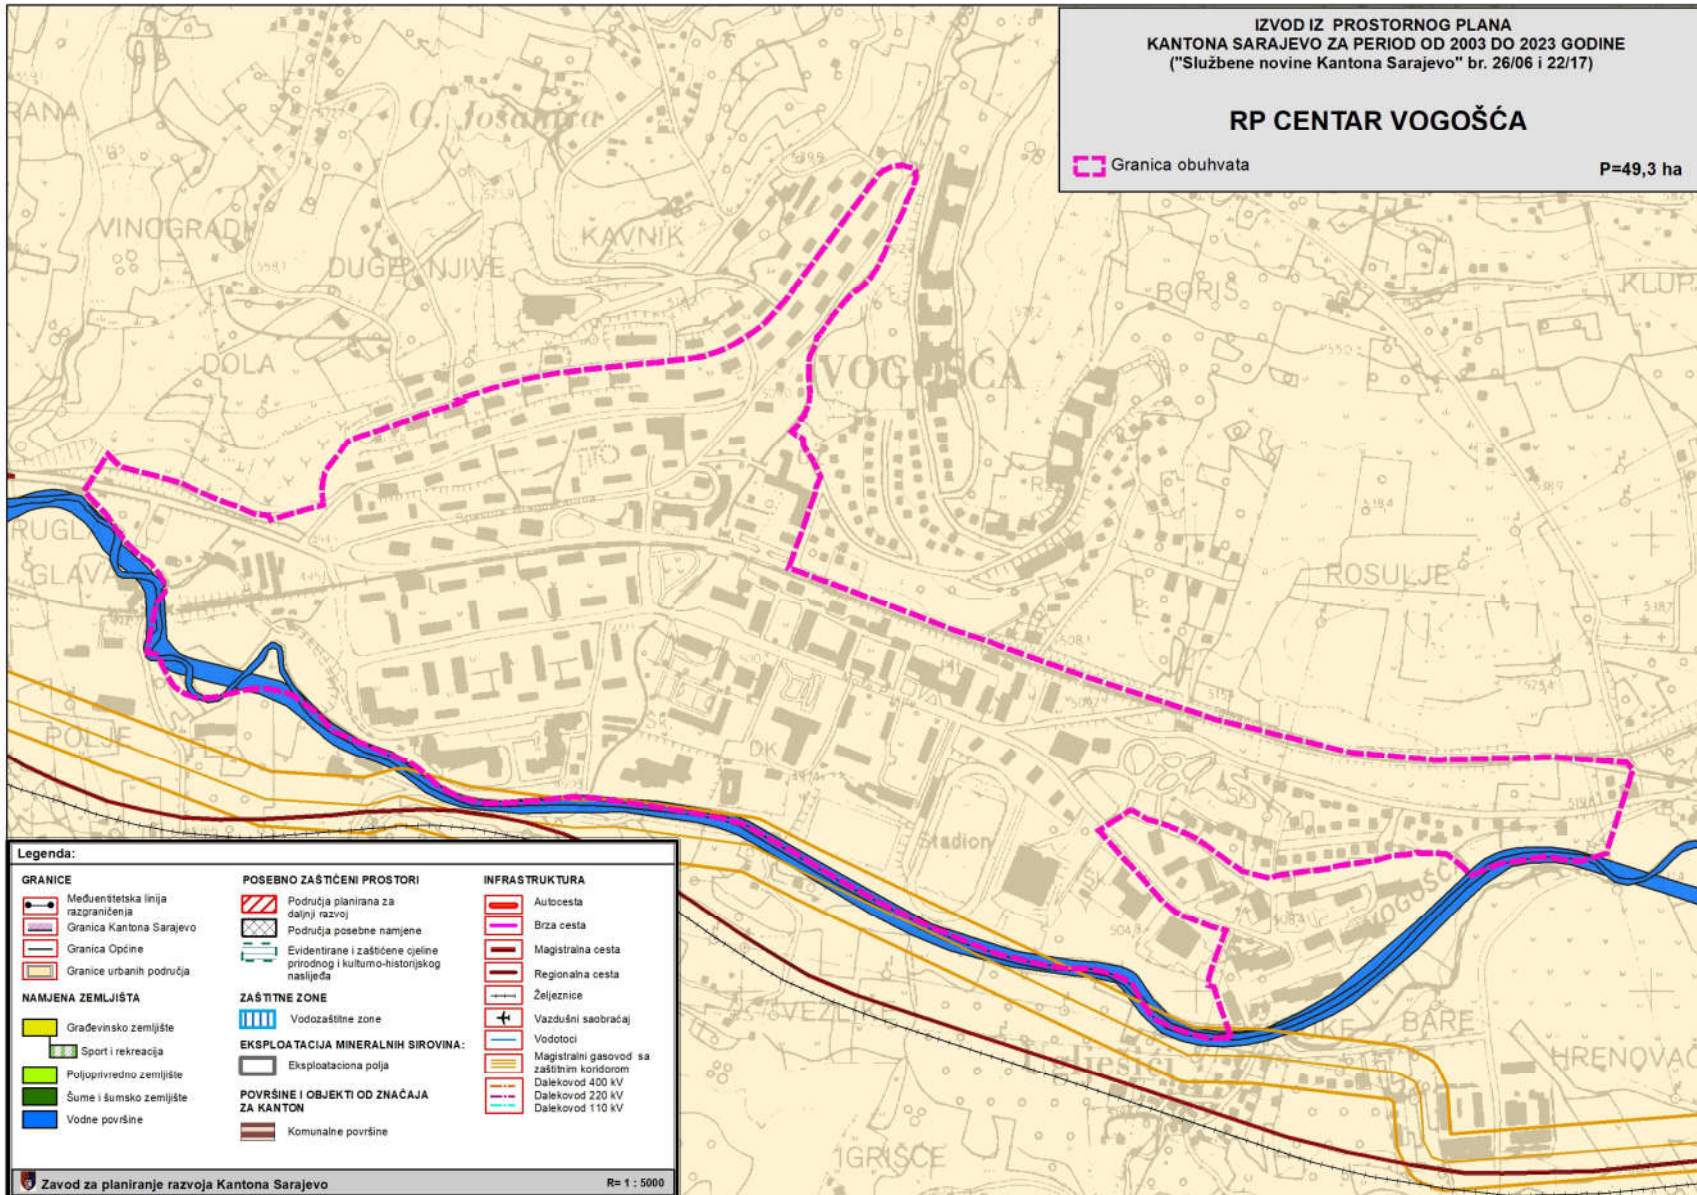 IZVOD IZ PROSTORNOG PLANA
KANTONA SARAJEVO ZA PERIOD OD 2003 DO 2023 GODINE
("Službene novine Kantona Sarajevo" br. 26/06 i 22/17)
RP CENTAR VOGOŠĆA
Granica obuhvata
P=49,3 ha
G. Jošanica
VINOGRADI
KAVNIK
DUGE NJIVE
BORIS
KLUP
DOLA
VOGOŠĆA
RUGLA
GLAVA
ROSULJE
POLJE
DK
Stadion
VOGOŠĆA
BARE
HRENOVAC
IGRIŠĆE
Legenda:
GRANICE
Međuentitetska linija
razgraničenja
Granica Kantona Sarajevo
Granica Općine
Granice urbanih područja
NAMJENA ZEMLJIŠTA
Građevinsko zemljište
Sport i rekreacija
Poljoprivredno zemljište
Šume i šumsko zemljište
Vodne površine
POSEBNO ZAŠTIĆENI PROSTORI
Područja planirana za
daljnji razvoj
Područja posebne namjene
Evidentirane i zaštićene cjeline
prirodnog i kulturno-historijskog
naslijeđa
ZAŠTITNE ZONE
Vodozaštitne zone
EKSPLOATACIJA MINERALNIH SIROVINA:
Eksploataciona polja
POVRŠINE I OBJEKTI OD ZNAČAJA
ZA KANTON
Komunalne površine
INFRASTRUKTURA
Autocesta
Brza cesta
Magistralna cesta
Regionalna cesta
Željeznice
Vazdušni saobraćaj
Vodotoci
Magistralni gasovod sa
zaštitnim koridorom
Dalekovod 400 kV
Dalekovod 220 kV
Dalekovod 110 kV
Zavod za planiranje razvoja Kantona Sarajevo
R= 1 : 5000